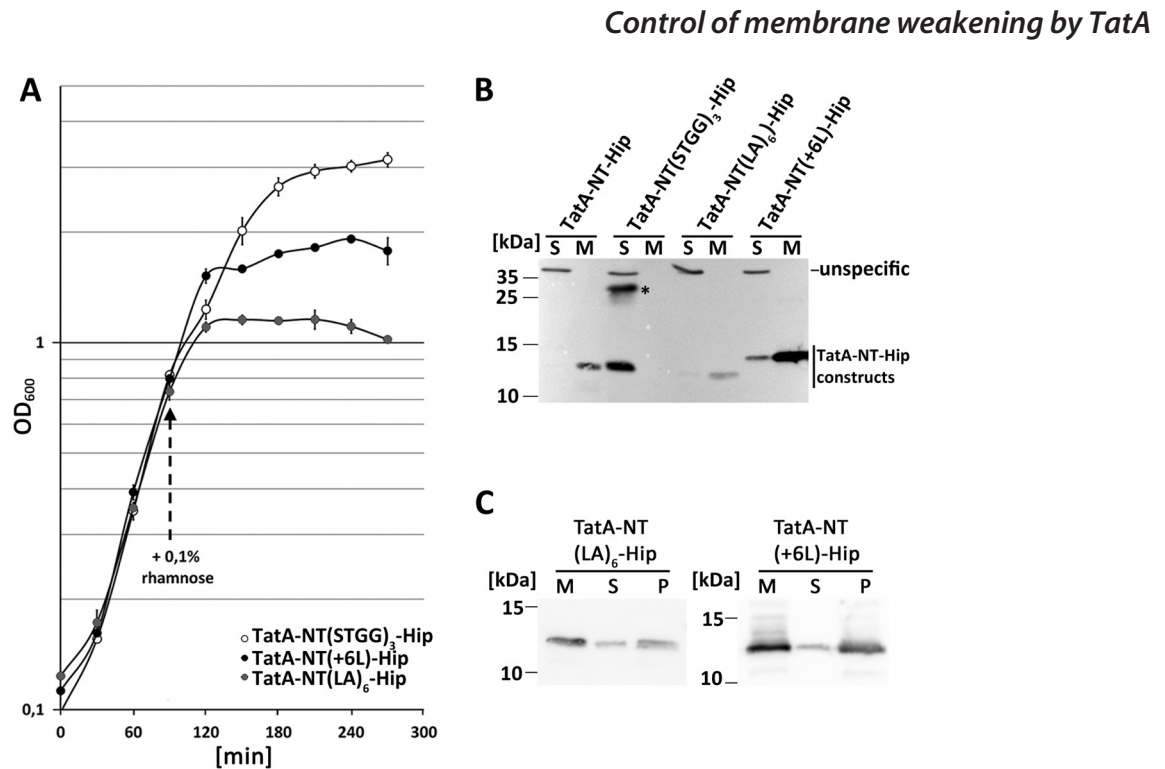 Control of membrane weakening by TatA
A
OD600
1
0,1
0 60 120 180 240 300
[min]
+ 0,1%
rhamnose
TatA-NT(STGG)3-Hip
TatA-NT(+6L)-Hip
TatA-NT(LA)6-Hip
B
TatA-NT-Hip
TatA-NT(STGG)3-Hip
TatA-NT(LA)6)-Hip
TatA-NT(+6L)-Hip
[kDa] S M S M S M S M
35
25
15
10
*
unspecific
TatA-NT-Hip
constructs
C
TatA-NT
(LA)6-Hip
[kDa] M S P
15
10
TatA-NT
(+6L)-Hip
[kDa] M S P
15
10